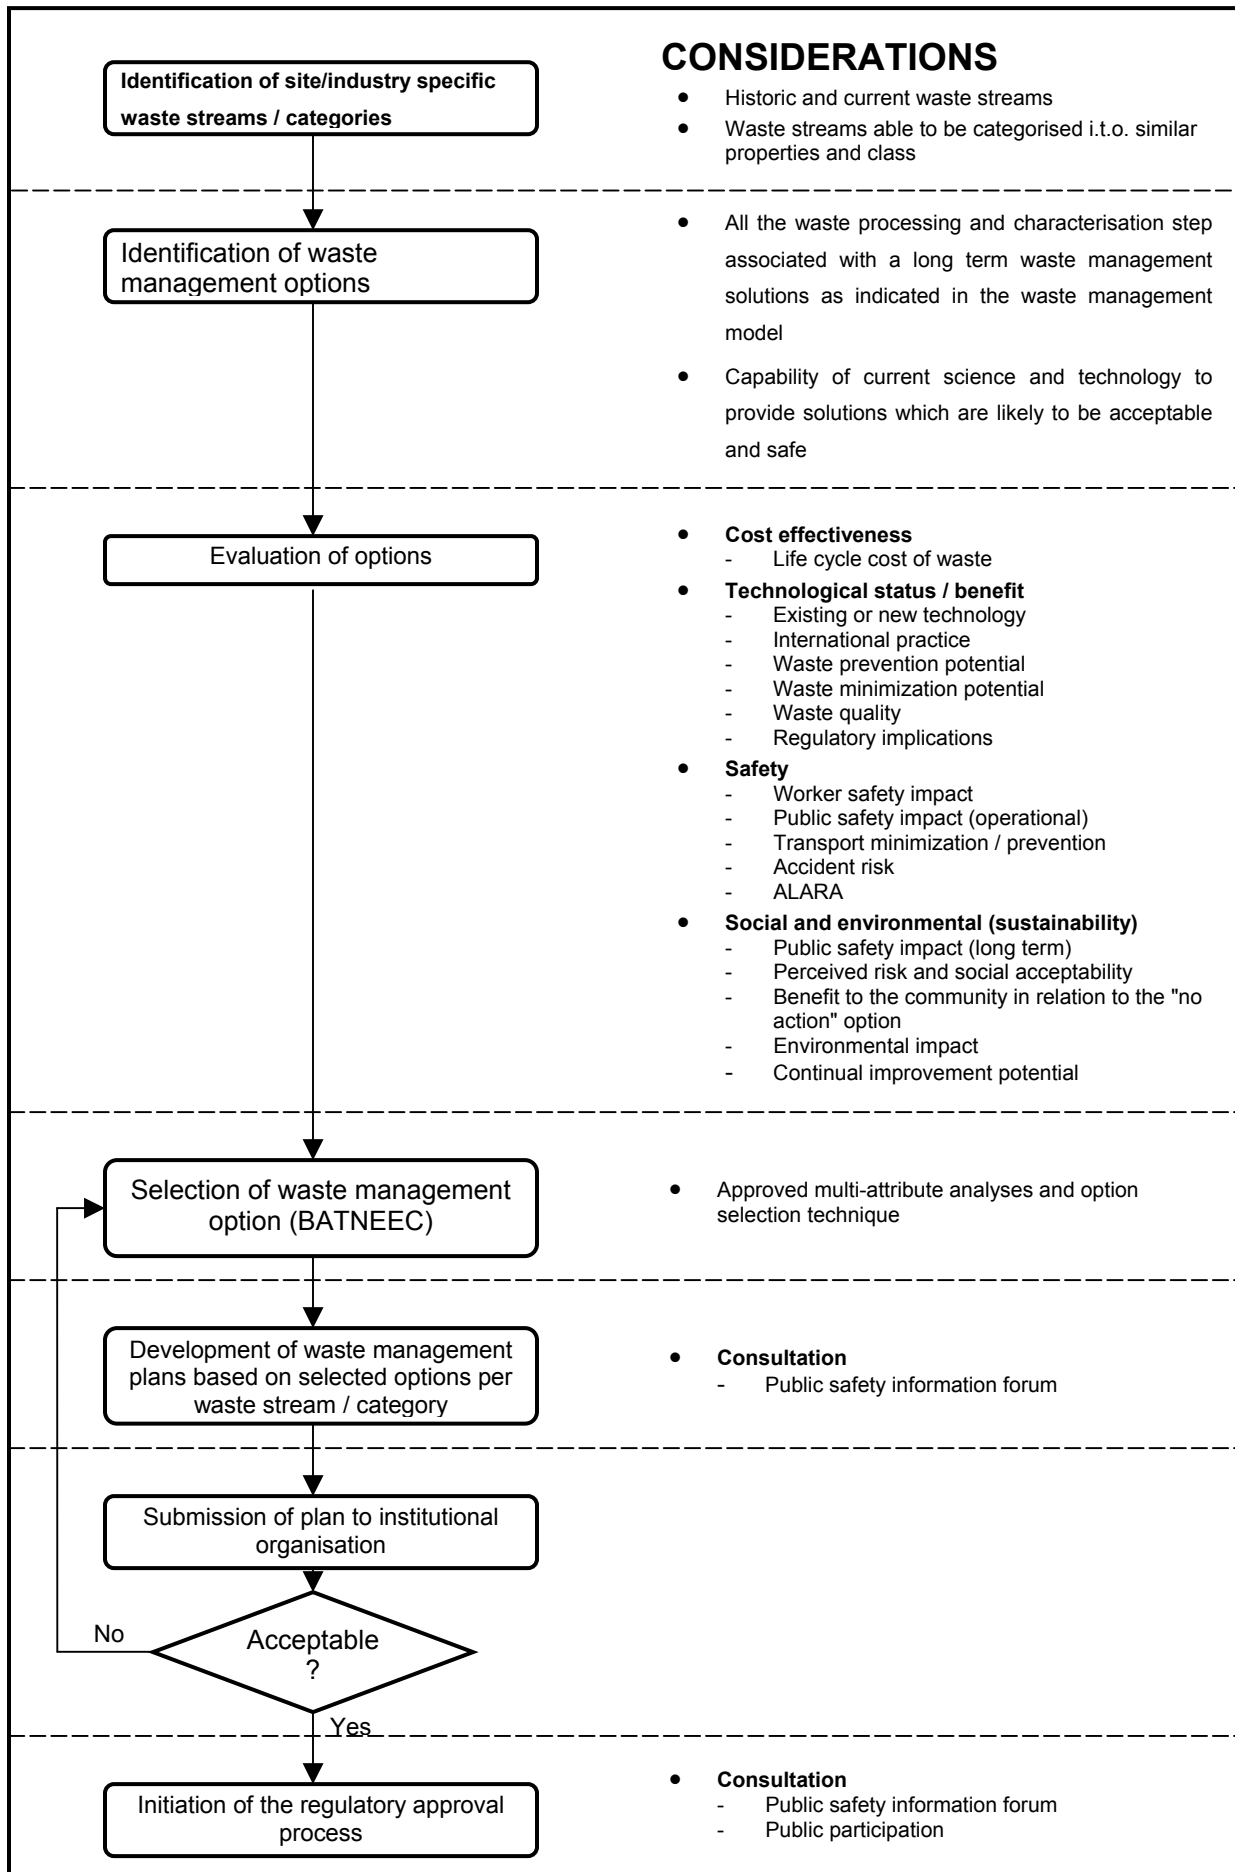 CONSIDERATIONS
Identification of site/industry specific
waste streams / categories
• Historic and current waste streams
• Waste streams able to be categorised i.t.o. similar
properties and class
Identification of waste
management options
• All the waste processing and characterisation step
associated with a long term waste management
solutions as indicated in the waste management
model
• Capability of current science and technology to
provide solutions which are likely to be acceptable
and safe
Evaluation of options
• Cost effectiveness
- Life cycle cost of waste
• Technological status / benefit
- Existing or new technology
- International practice
- Waste prevention potential
- Waste minimization potential
- Waste quality
- Regulatory implications
• Safety
- Worker safety impact
- Public safety impact (operational)
- Transport minimization / prevention
- Accident risk
- ALARA
• Social and environmental (sustainability)
- Public safety impact (long term)
- Perceived risk and social acceptability
- Benefit to the community in relation to the "no
action" option
- Environmental impact
- Continual improvement potential
Selection of waste management
option (BATNEEC)
• Approved multi-attribute analyses and option
selection technique
Development of waste management
plans based on selected options per
waste stream / category
• Consultation
- Public safety information forum
Submission of plan to institutional
organisation
No
Acceptable
?
Yes
Initiation of the regulatory approval
process
• Consultation
- Public safety information forum
- Public participation